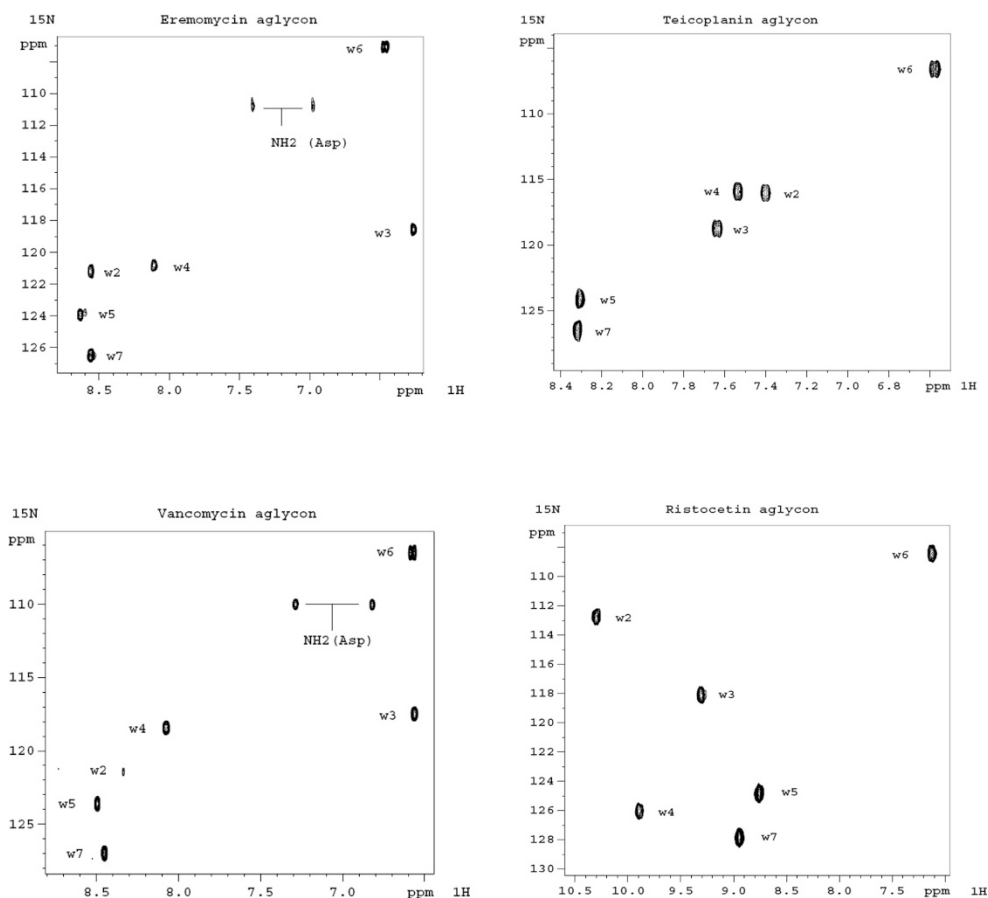 15N Eremomycin aglycon
ppm
w6
110
112
NH2 (Asp)
114
116
118
w3
120
w2 w4
122
124
w5
126
w7
8.5 8.0 7.5 7.0 ppm 1H
15N Teicoplanin aglycon
ppm
w6
115
w4 w2
w3
120
w5
125
w7
8.4 8.2 8.0 7.8 7.6 7.4 7.2 7.0 6.8 ppm 1H
15N Vancomycin aglycon
ppm
w6
110
NH2(Asp)
115
w3
w4
120
w2
w5
125
w7
8.5 8.0 7.5 7.0 ppm 1H
15N Ristocetin aglycon
ppm
w6
110
112
w2
114
116
118
w3
120
122
124
w5
126
w4
128
w7
130
10.5 10.0 9.5 9.0 8.5 8.0 7.5 ppm 1H